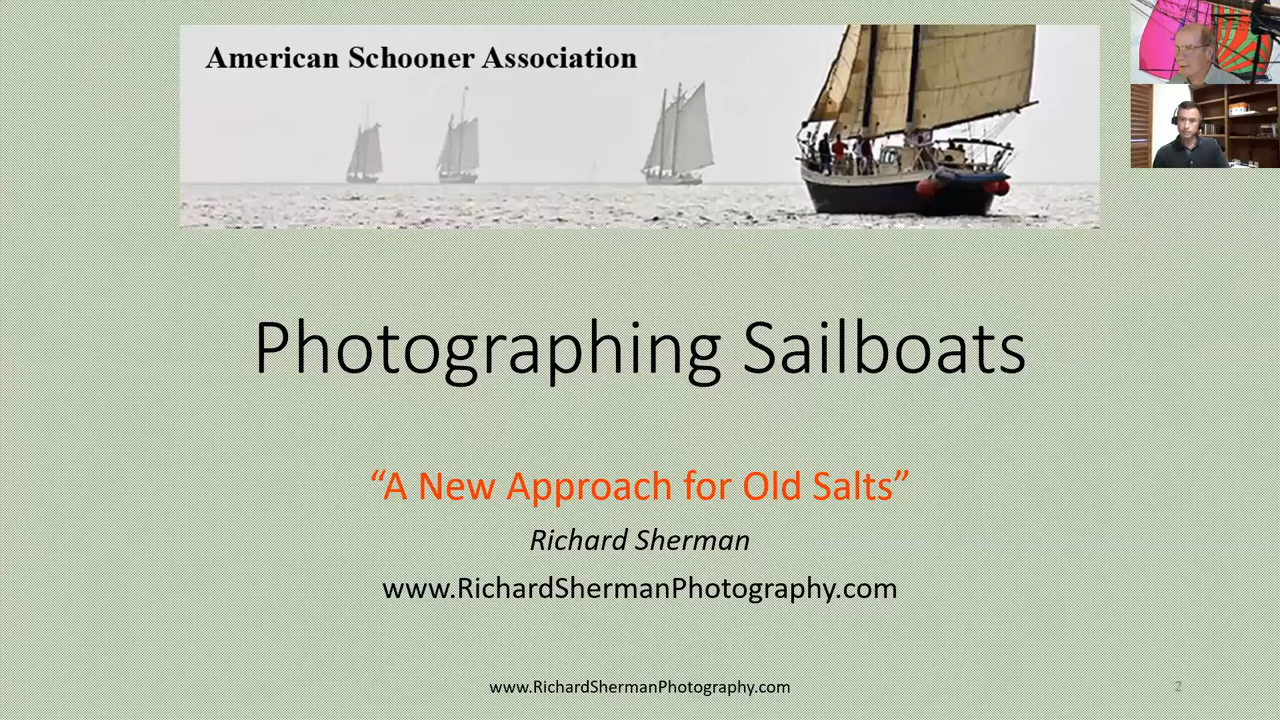 American Schooner Association
Photographing Sailboats
“A New Approach for Old Salts”
Richard Sherman
www.RichardShermanPhotography.com
www.RichardShermanPhotography.com
2